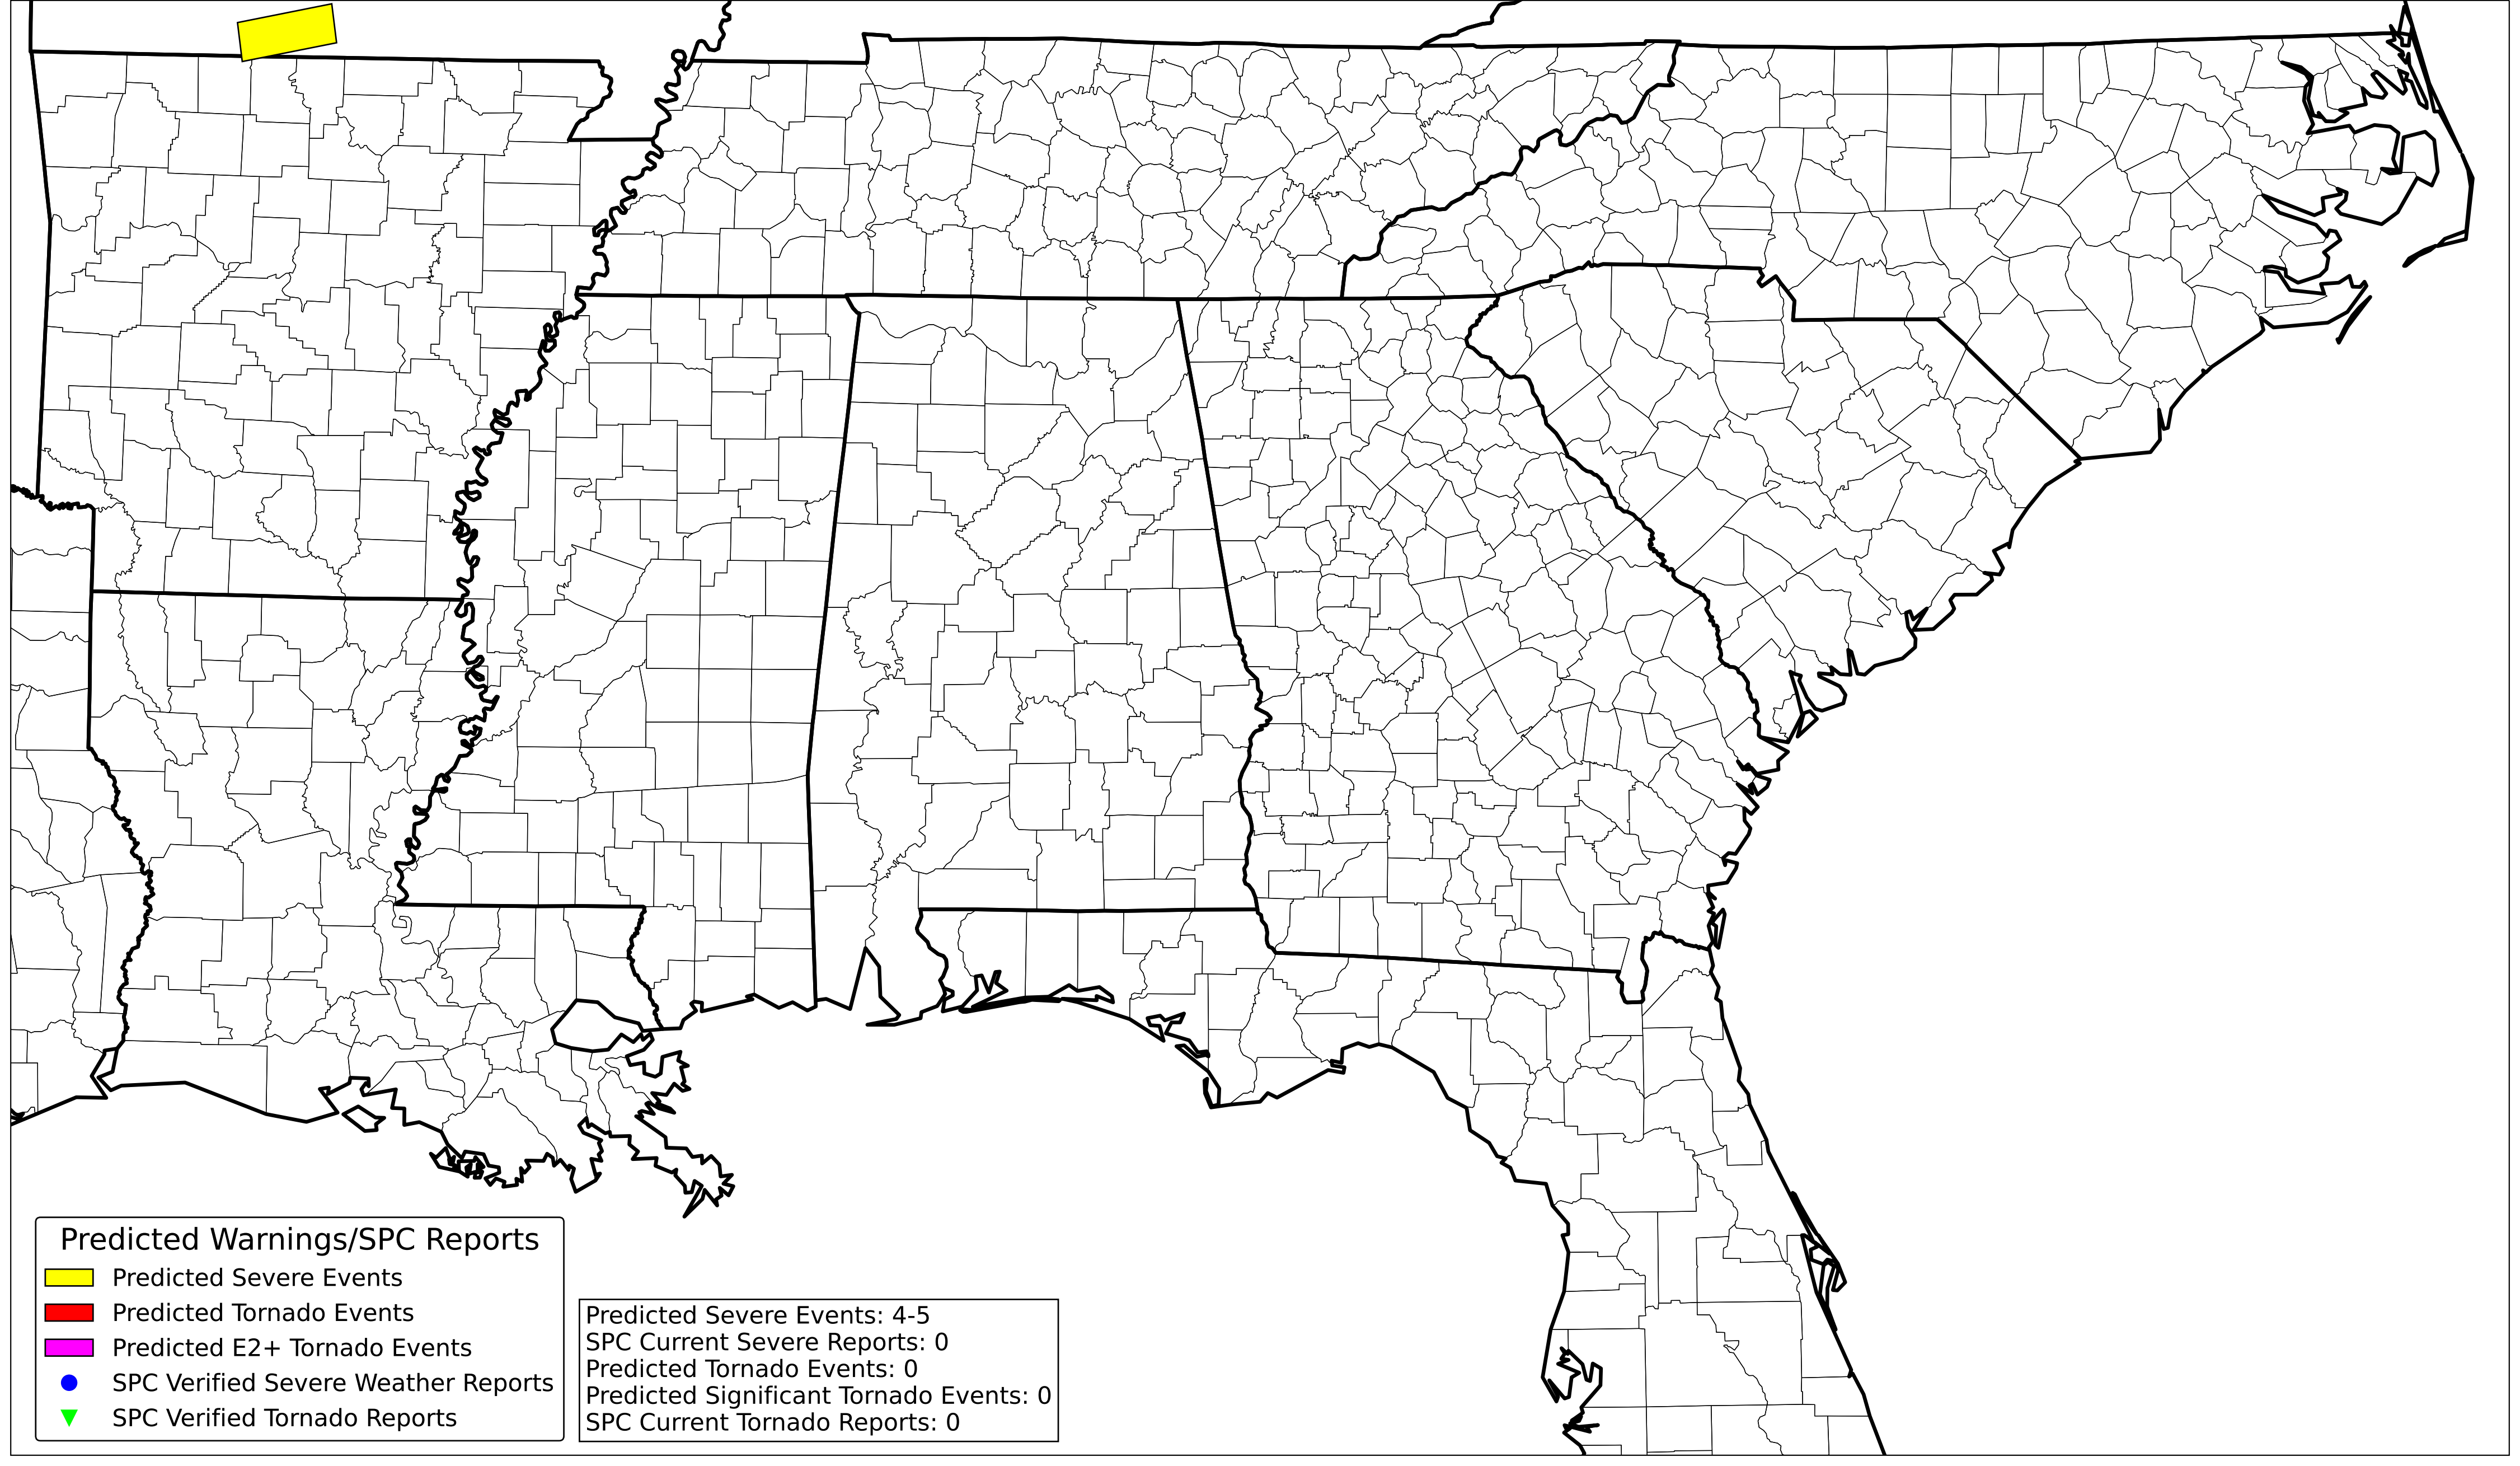 Predicted Warnings/SPC Reports
Predicted Severe Events
Predicted Tornado Events
Predicted E2+ Tornado Events
SPC Verified Severe Weather Reports
SPC Verified Tornado Reports
Predicted Severe Events: 4-5
SPC Current Severe Reports: 0
Predicted Tornado Events: 0
Predicted Significant Tornado Events: 0
SPC Current Tornado Reports: 0